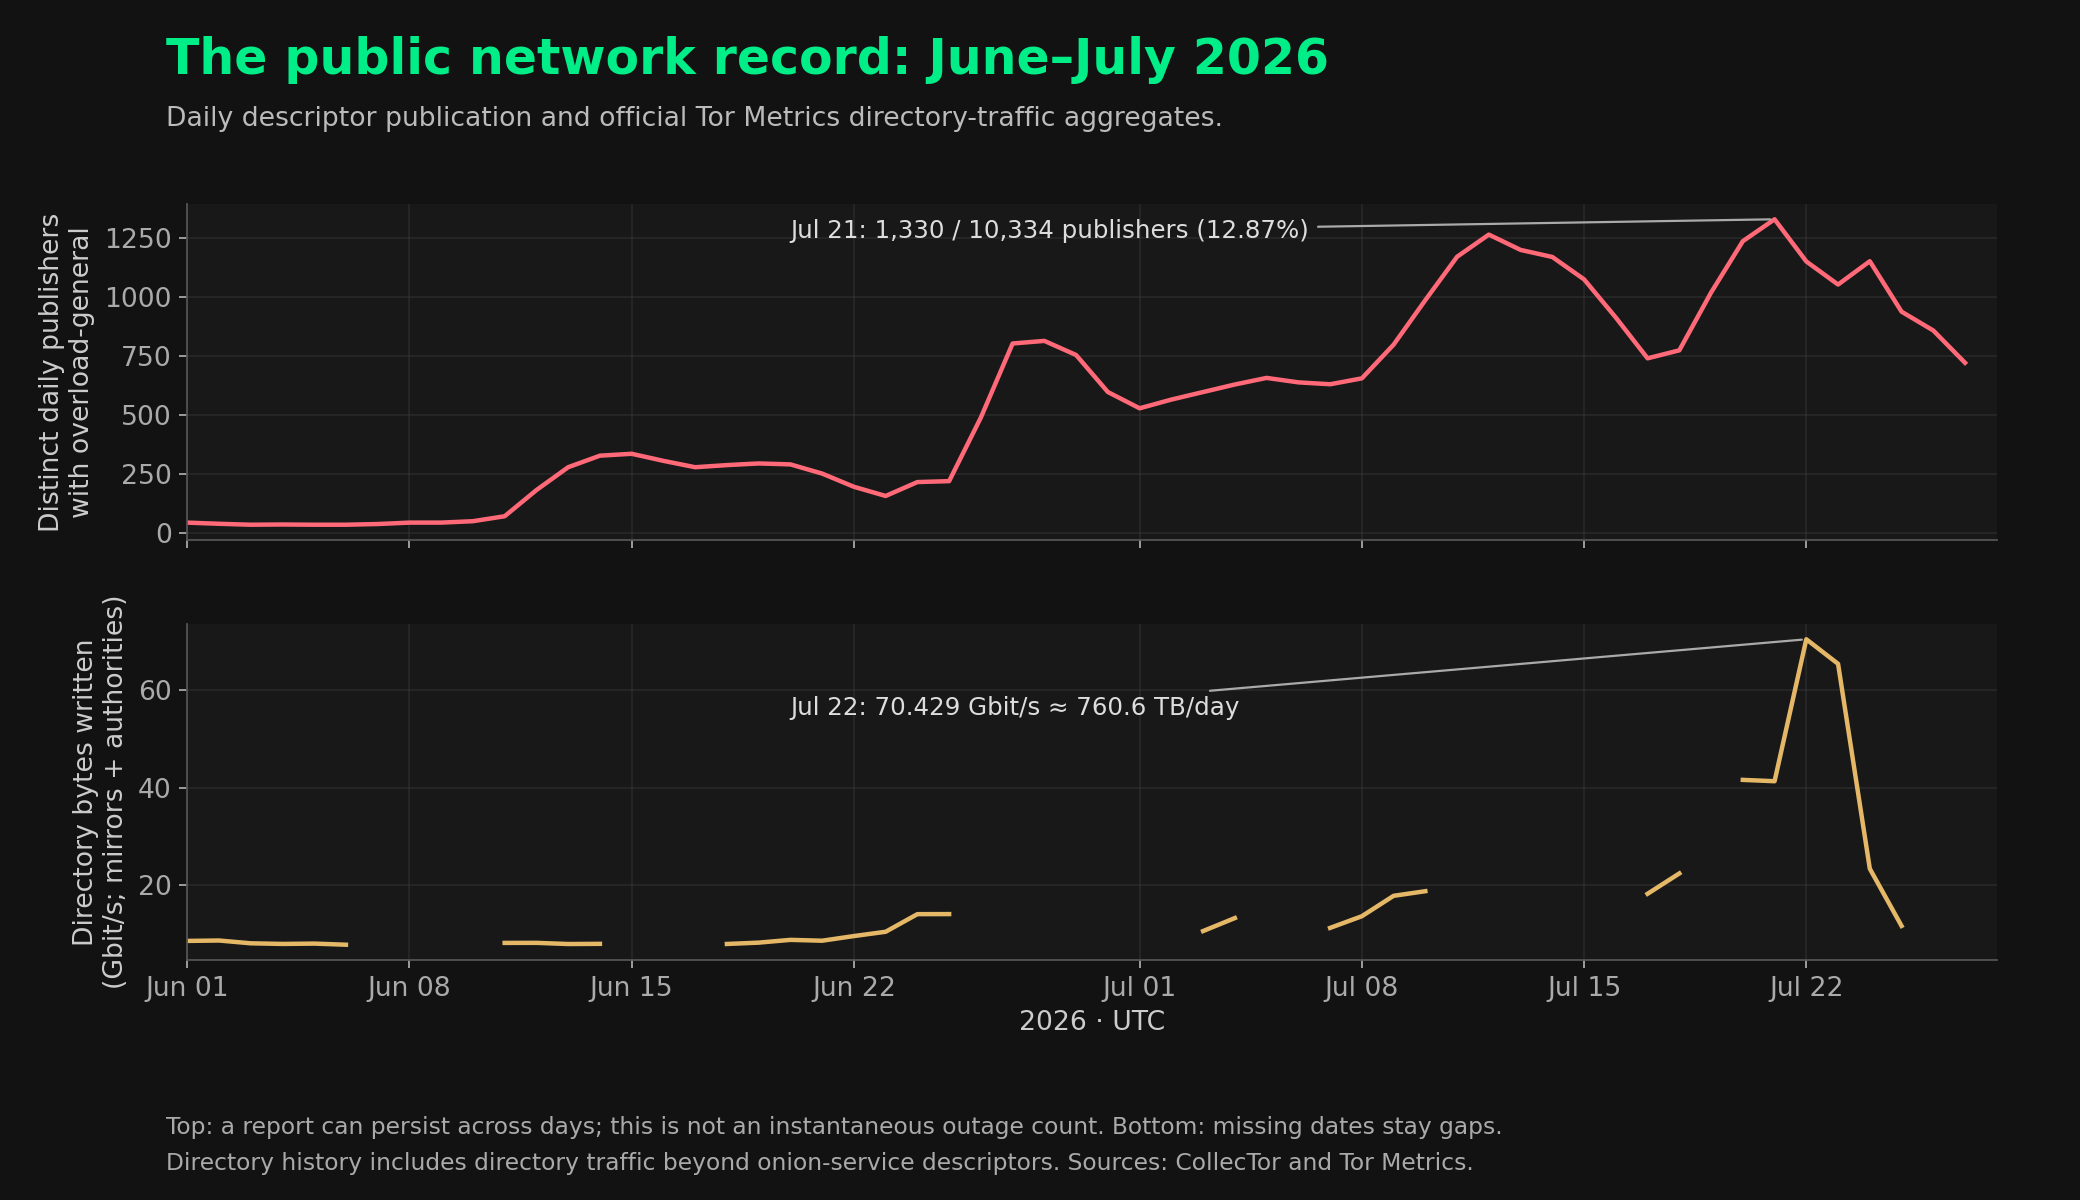 The public network record: June–July 2026
Daily descriptor publication and official Tor Metrics directory-traffic aggregates.
Distinct daily publishers
with overload-general
1250
1000
750
500
250
0
Jul 21: 1,330 / 10,334 publishers (12.87%)
Directory bytes written
(Gbit/s; mirrors + authorities)
60
40
20
Jul 22: 70.429 Gbit/s ≈ 760.6 TB/day
Jun 01 Jun 08 Jun 15 Jun 22 Jul 01 Jul 08 Jul 15 Jul 22
2026 · UTC
Top: a report can persist across days; this is not an instantaneous outage count. Bottom: missing dates stay gaps.
Directory history includes directory traffic beyond onion-service descriptors. Sources: CollecTor and Tor Metrics.